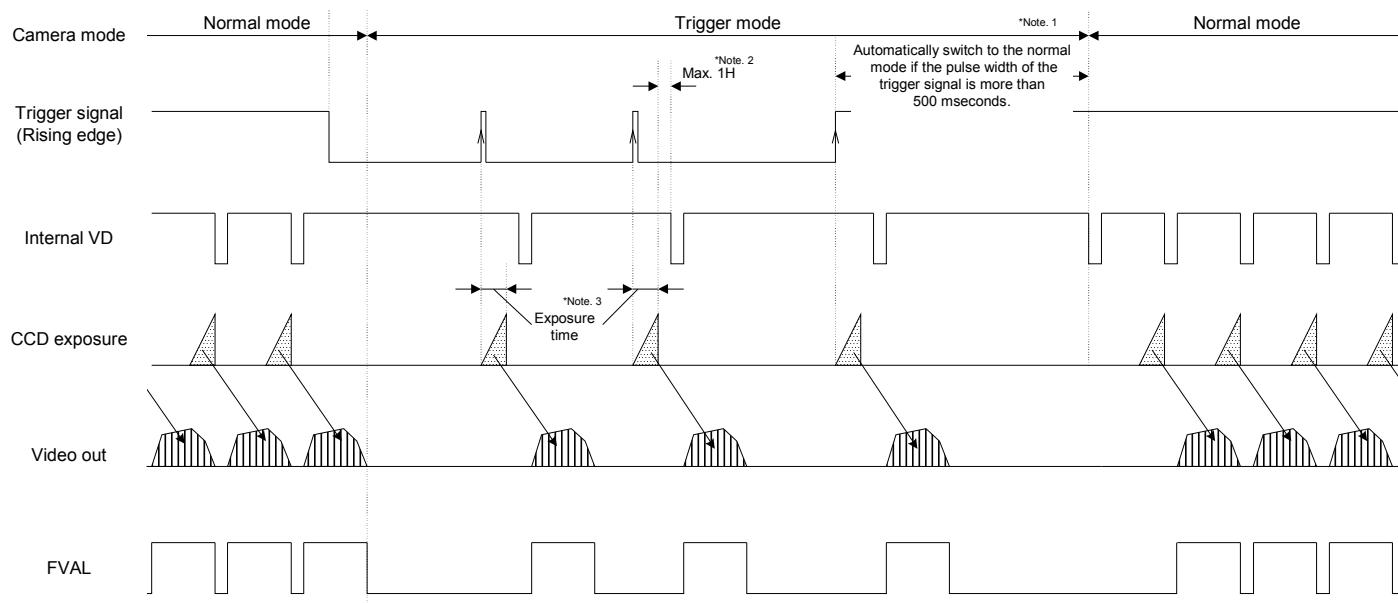 Normal mode
Trigger mode
*Note. 1
Normal mode
Camera mode
*Note. 2
Max. 1H
Automatically switch to the normal
mode if the pulse width of the
trigger signal is more than
500 mseconds.
Trigger signal
(Rising edge)
Internal VD
*Note. 3
Exposure
time
CCD exposure
Video out
FVAL